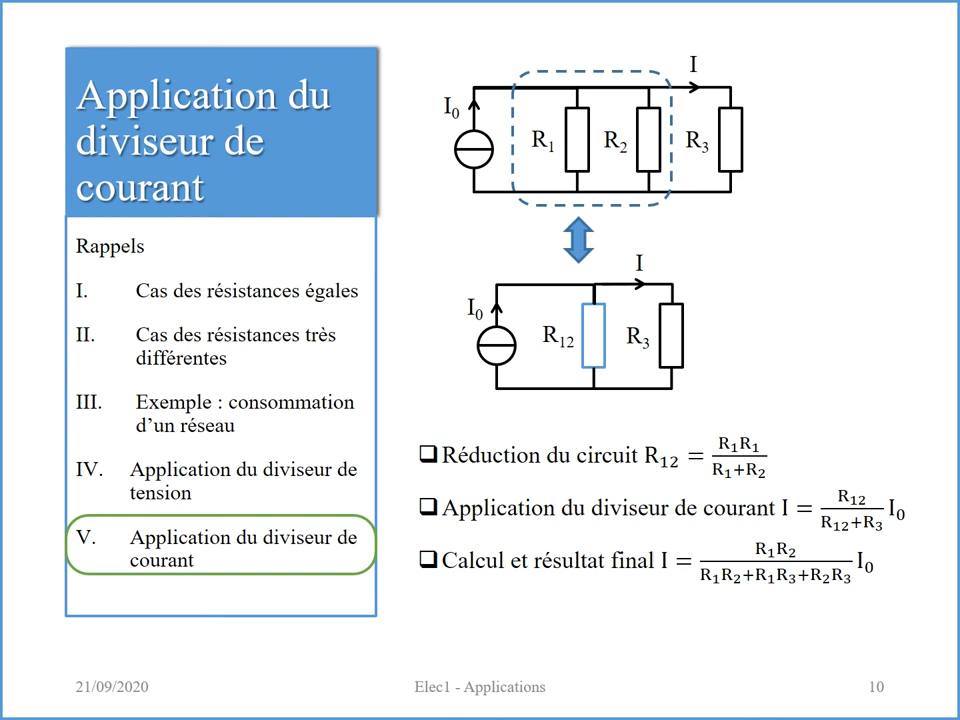 Application du
diviseur de
courant
Rappels
I. Cas des résistances égales
II. Cas des résistances très
différentes
III. Exemple : consommation
d’un réseau
IV. Application du diviseur de
tension
V. Application du diviseur de
courant
I
I₀
R₁
R₂
R₃
I
I₀
R₁₂
R₃
❑Réduction du circuit R₁₂ = R₁R₁/(R₁+R₂)
❑Application du diviseur de courant I = R₁₂/(R₁₂+R₃) I₀
❑Calcul et résultat final I = R₁R₂/(R₁R₂+R₁R₃+R₂R₃) I₀
21/09/2020 Elec1 - Applications 10